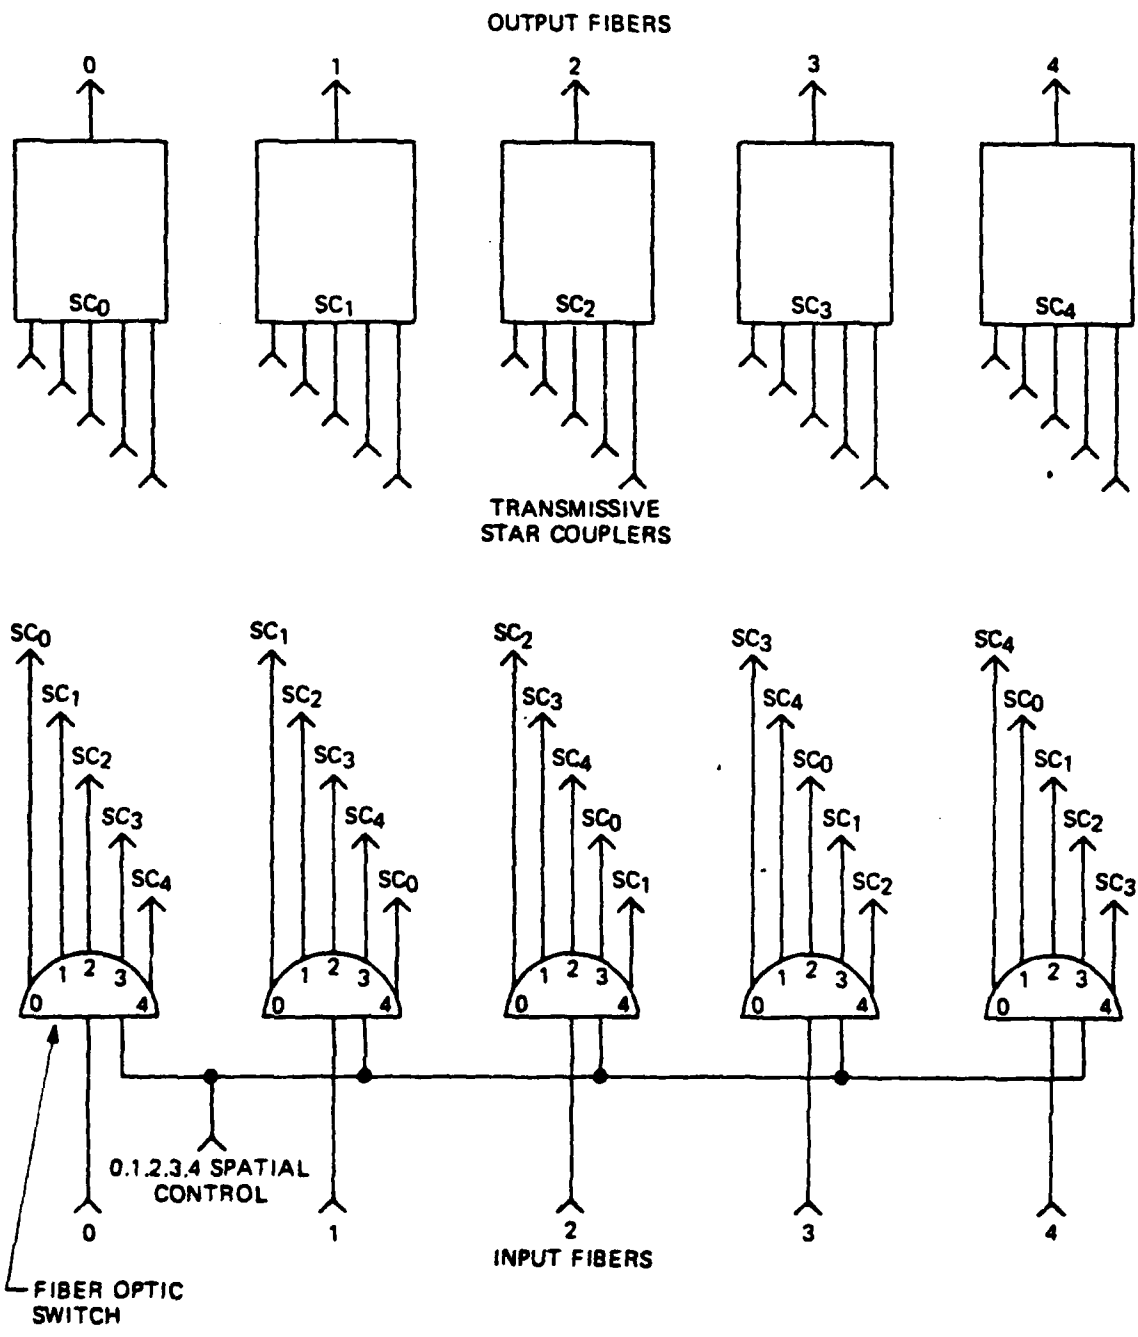 OUTPUT FIBERS
0 1 2 3 4
SC0 SC1 SC2 SC3 SC4
TRANSMISSIVE
STAR COUPLERS
SC0 SC1 SC2 SC3 SC4
SC1 SC2 SC3 SC4 SC0
SC2 SC3 SC4 SC0 SC1
SC3 SC4 SC0 SC1 SC2
SC4 SC0 SC1 SC2 SC3
0 1 2 3 4 0 1 2 3 4 0 1 2 3 4 0 1 2 3 4 0 1 2 3 4
0.1.2.3.4 SPATIAL
CONTROL
0 1 2 3 4
INPUT FIBERS
FIBER OPTIC
SWITCH